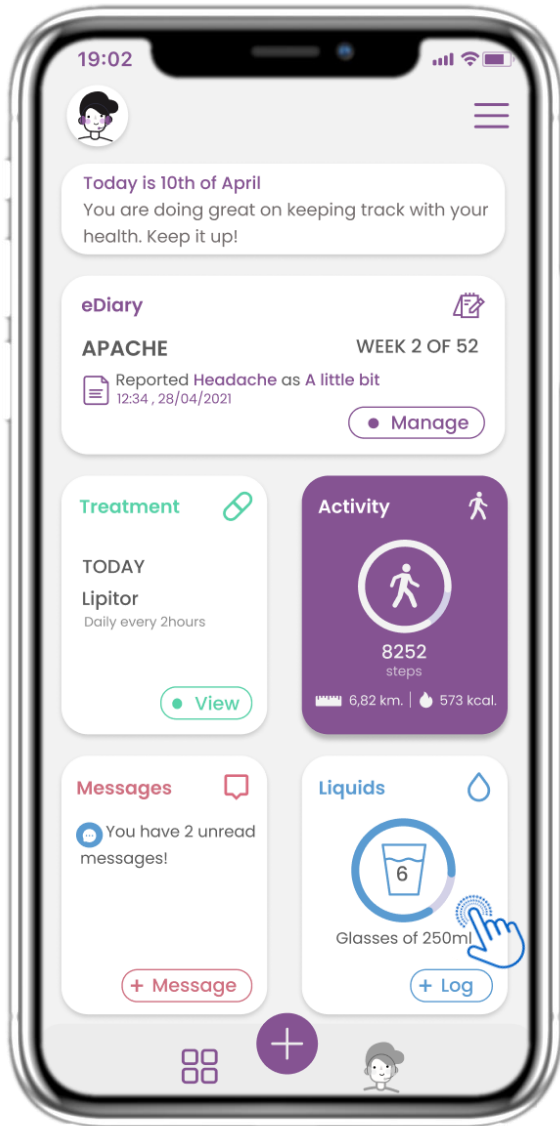 19:02
Today is 10th of April
You are doing great on keeping track with your
health. Keep it up!
eDiary
APACHE
WEEK 2 OF 52
Reported Headache as A little bit
12:34 , 28/04/2021
Manage
Treatment
TODAY
Lipitor
Daily every 2hours
View
Activity
8252
steps
6,82 km.
573 kcal.
Messages
You have 2 unread
messages!
+ Message
Liquids
6
Glasses of 250ml
+ Log